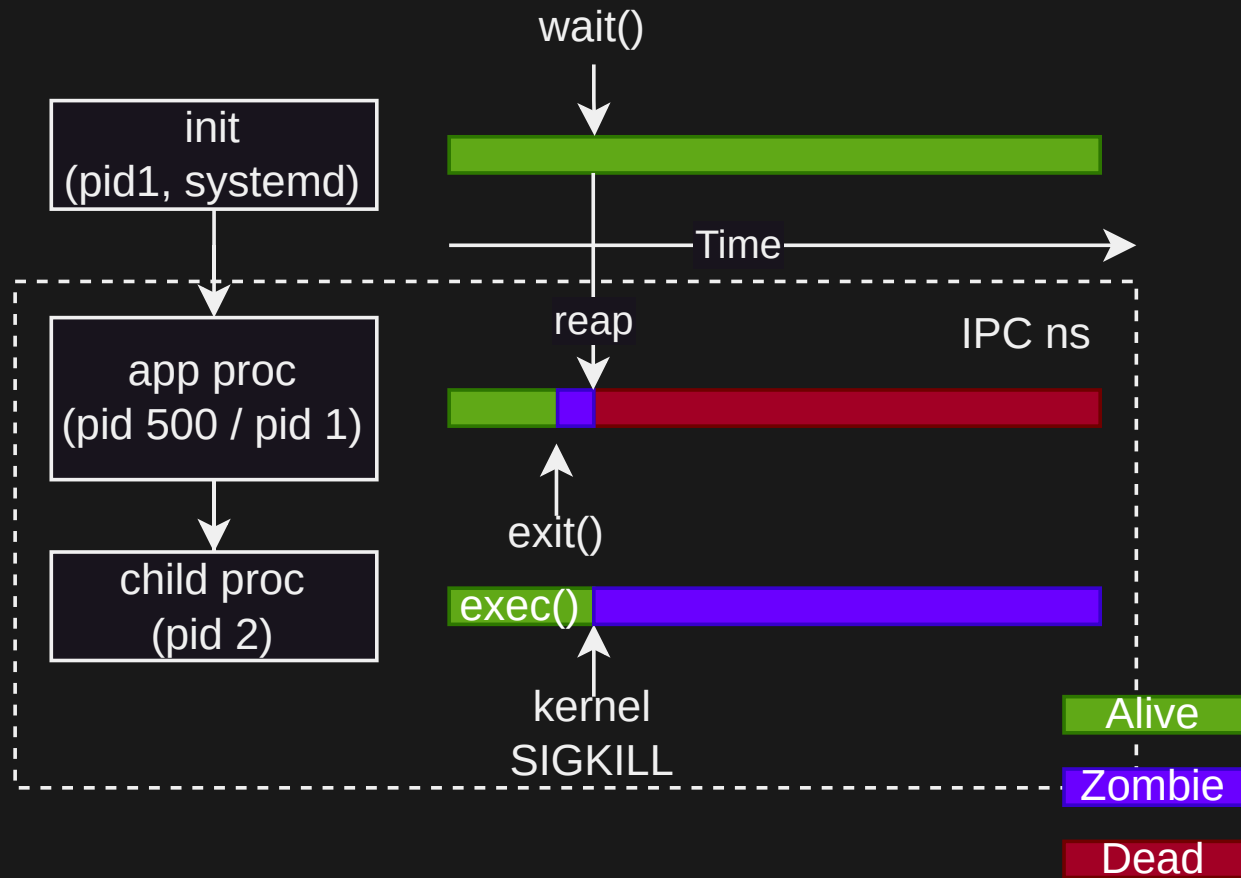 wait()
init
(pid1, systemd)
Time
reap
IPC ns
app proc
(pid 500 / pid 1)
exit()
child proc
(pid 2)
exec()
kernel
SIGKILL
Alive
Zombie
Dead